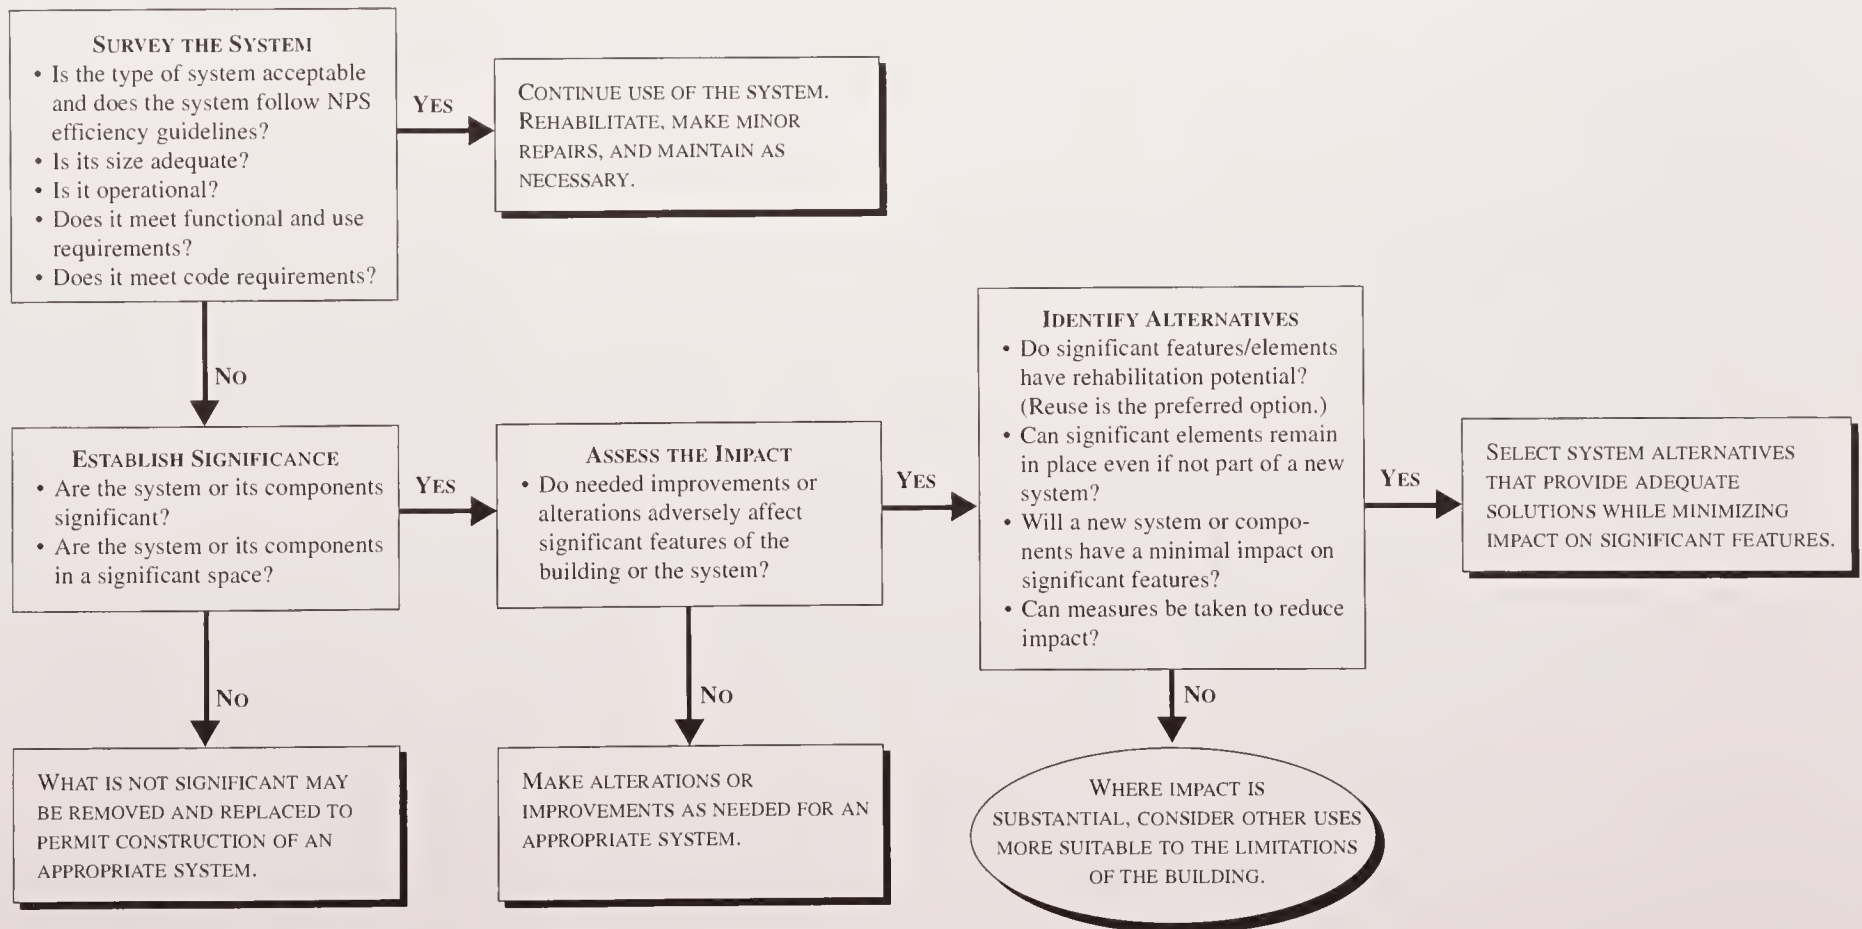 SURVEY THE SYSTEM
• Is the type of system acceptable
and does the system follow NPS
efficiency guidelines?
• Is its size adequate?
• Is it operational?
• Does it meet functional and use
requirements?
• Does it meet code requirements?
YES
CONTINUE USE OF THE SYSTEM.
REHABILITATE, MAKE MINOR
REPAIRS, AND MAINTAIN AS
NECESSARY.
NO
ESTABLISH SIGNIFICANCE
• Are the system or its components
significant?
• Are the system or its components
in a significant space?
YES
ASSESS THE IMPACT
• Do needed improvements or
alterations adversely affect
significant features of the
building or the system?
YES
IDENTIFY ALTERNATIVES
• Do significant features/elements
have rehabilitation potential?
(Reuse is the preferred option.)
• Can significant elements remain
in place even if not part of a new
system?
• Will a new system or compo-
nents have a minimal impact on
significant features?
• Can measures be taken to reduce
impact?
YES
SELECT SYSTEM ALTERNATIVES
THAT PROVIDE ADEQUATE
SOLUTIONS WHILE MINIMIZING
IMPACT ON SIGNIFICANT FEATURES.
NO
WHAT IS NOT SIGNIFICANT MAY
BE REMOVED AND REPLACED TO
PERMIT CONSTRUCTION OF AN
APPROPRIATE SYSTEM.
NO
MAKE ALTERATIONS OR
IMPROVEMENTS AS NEEDED FOR AN
APPROPRIATE SYSTEM.
NO
WHERE IMPACT IS
SUBSTANTIAL, CONSIDER OTHER USES
MORE SUITABLE TO THE LIMITATIONS
OF THE BUILDING.